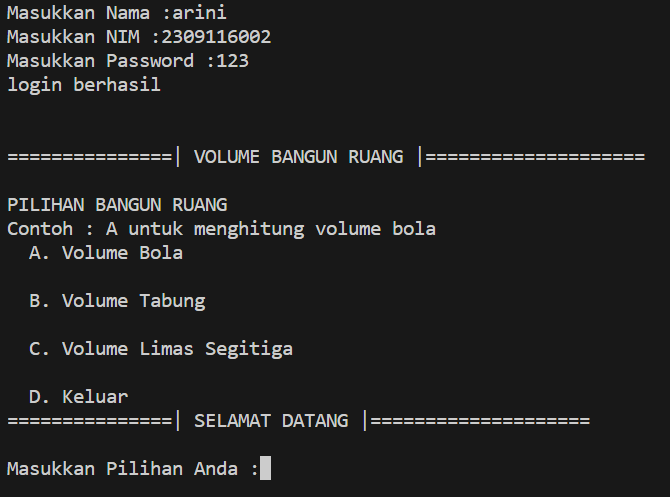 Masukkan Nama :arini
Masukkan NIM :2309116002
Masukkan Password :123
login berhasil
===============| VOLUME BANGUN RUANG |====================
PILIHAN BANGUN RUANG
Contoh : A untuk menghitung volume bola
A. Volume Bola
B. Volume Tabung
C. Volume Limas Segitiga
D. Keluar
===============| SELAMAT DATANG |====================
Masukkan Pilihan Anda :